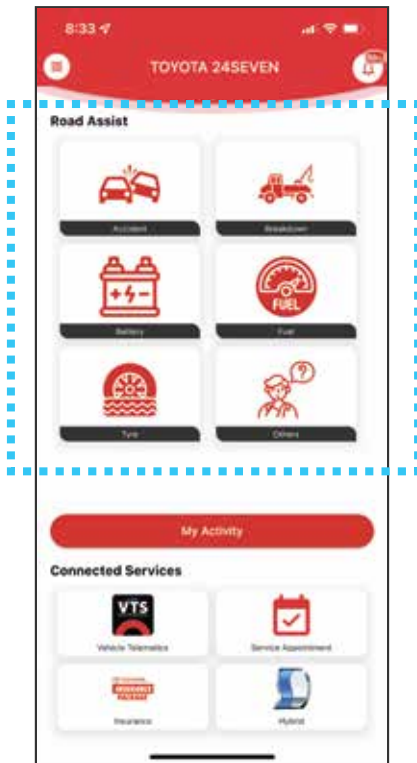 8:33
TOYOTA 24SEVEN
Road Assist
Accident
Breakdown
+ -
FUEL
?
Battery
Fuel
Tyre
Others
My Activity
Connected Services
VTS
Vehicle Telematics
Service Appointment
Insurance
Hybrid